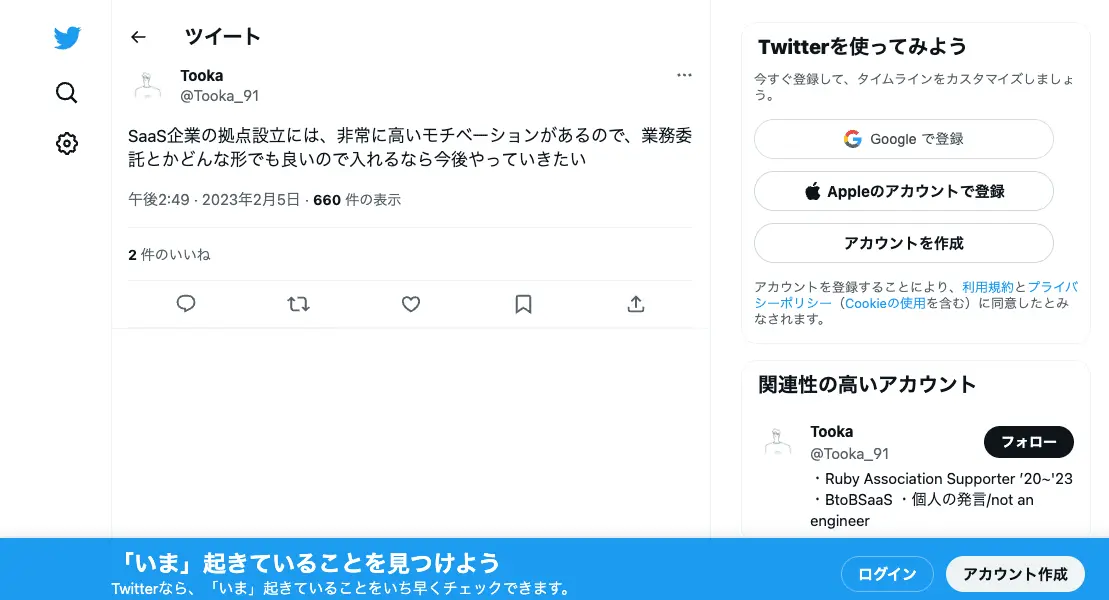 ツイート
Tooka
@Tooka_91
SaaS企業の拠点設立には、非常に高いモチベーションがあるので、業務委
託とかどんな形でも良いので入れるなら今後やっていきたい
午後2:49 · 2023年2月5日 · 660 件の表示
2 件のいいね
Twitterを使ってみよう
今すぐ登録して、タイムラインをカスタマイズしましょ
う。
Google で登録
Appleのアカウントで登録
アカウントを作成
アカウントを登録することにより、利用規約とプライバ
シーポリシー（Cookieの使用を含む）に同意したとみ
なされます。
関連性の高いアカウント
Tooka
@Tooka_91
フォロー
・Ruby Association Supporter ’20~'23
・BtoBSaaS ・個人の発言/not an
engineer
「いま」起きていることを見つけよう
Twitterなら、「いま」起きていることをいち早くチェックできます。
ログイン
アカウント作成